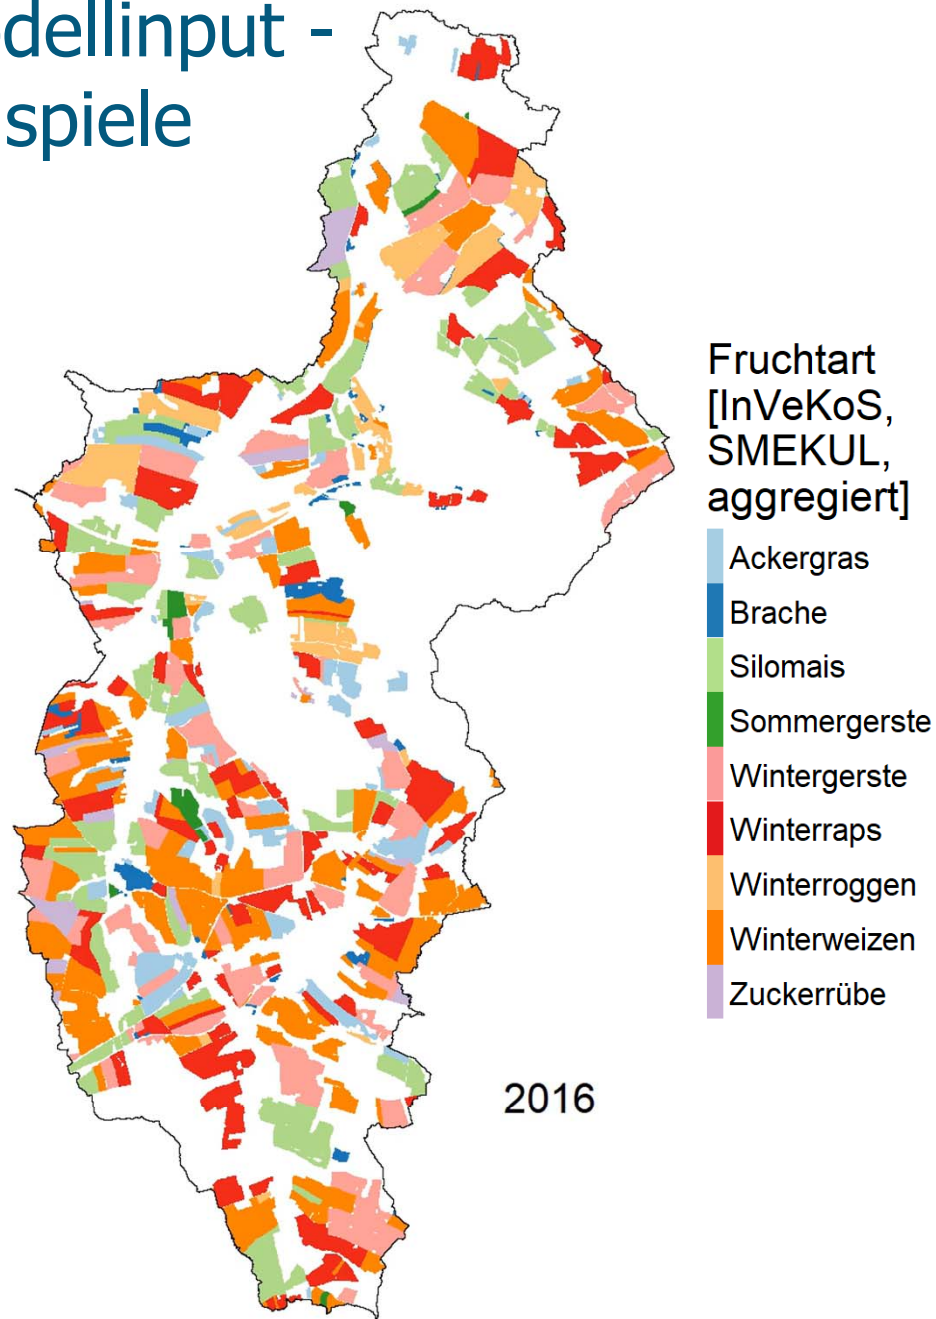 dellinput -
spiele
Fruchtart
[InVeKoS,
SMEKUL,
aggregiert]
Ackergras
Brache
Silomais
Sommergerste
Wintergerste
Winterraps
Winterroggen
Winterweizen
Zuckerrübe
2016